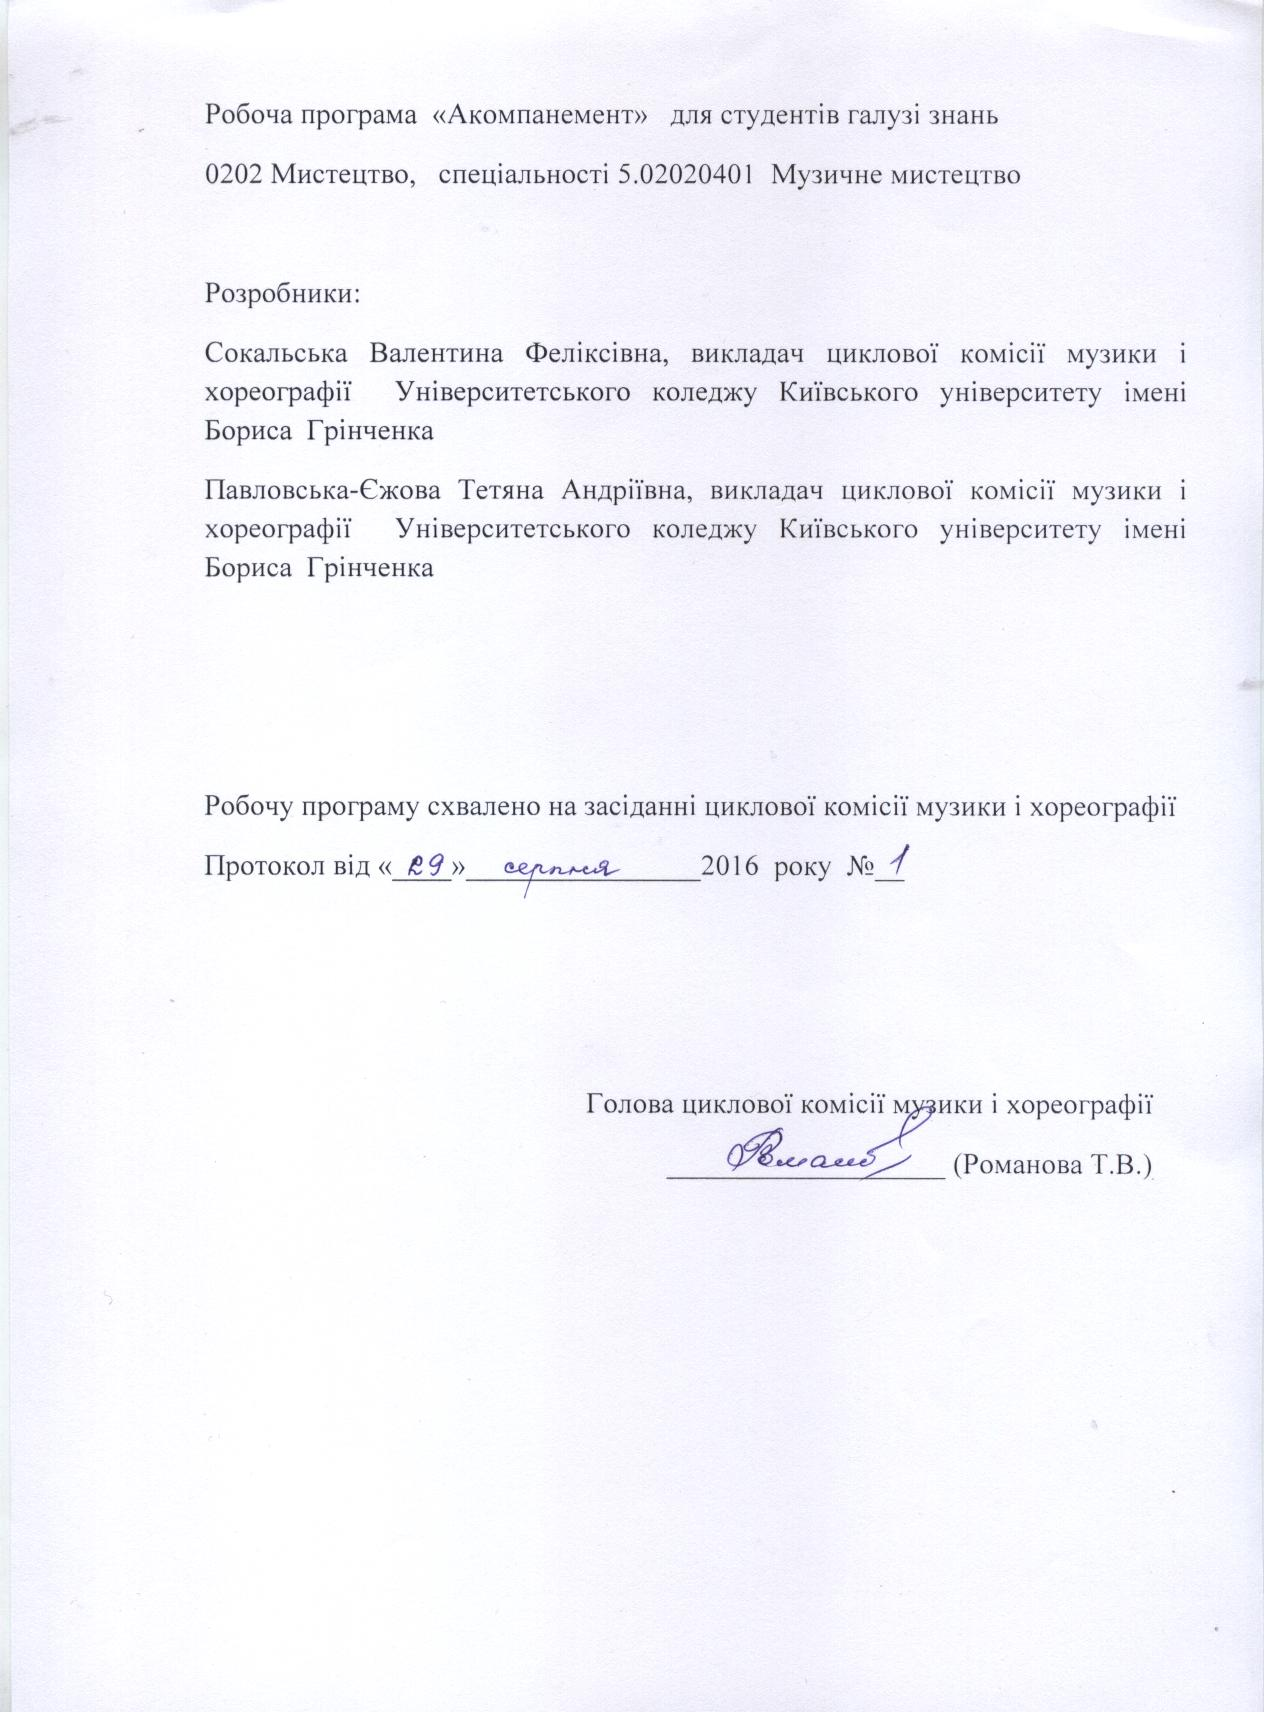 Робоча програма «Акомпанемент» для студентів галузі знань
0202 Мистецтво, спеціальності 5.02020401 Музичне мистецтво
Розробники:
Сокальська Валентина Феліксівна, викладач циклової комісії музики і
хореографії Університетського коледжу Київського університету імені
Бориса Грінченка
Павловська-Єжова Тетяна Андріївна, викладач циклової комісії музики і
хореографії Університетського коледжу Київського університету імені
Бориса Грінченка
Робочу програму схвалено на засіданні циклової комісії музики і хореографії
Протокол від «29» серпня 2016 року № 1
Голова циклової комісії музики і хореографії
(Романова Т.В.)